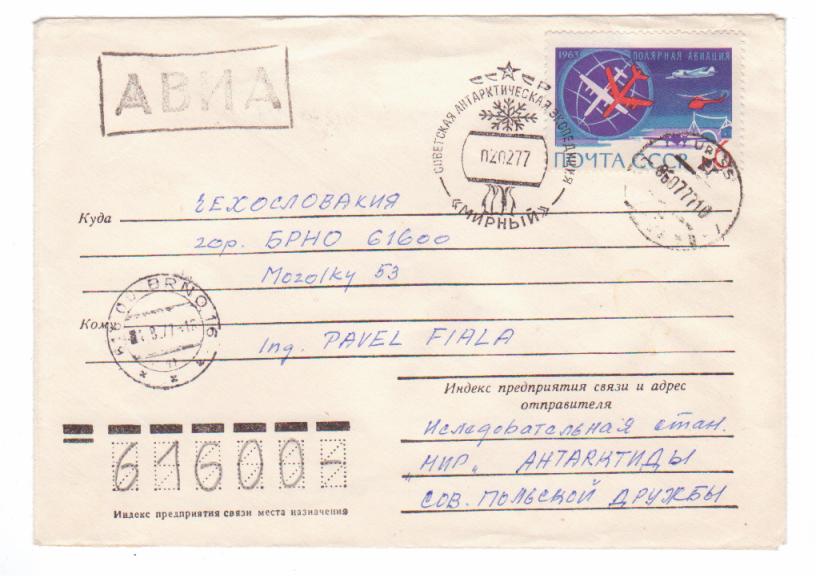 АВИА
1963 ПОЛЯРНАЯ АВИАЦИЯ
6
ПОЧТА СССР
СОВЕТСКАЯ АНТАРКТИЧЕСКАЯ ЭКСПЕДИЦИЯ
020277
«МИРНЫЙ»
Куда ЧЕХОСЛОВАКИЯ
гор. БРНО 61600
Mozolky 53
BRNO 16
Кому Ing. PAVEL FIALA
Индекс предприятия связи и адрес
отправителя
Иследовательная стан.
„МИР„ АНТАРКТИДЫ
СОВ. ПОЛЬСКОЙ ДРУЖБЫ
61600-
Индекс предприятия связи места назначения